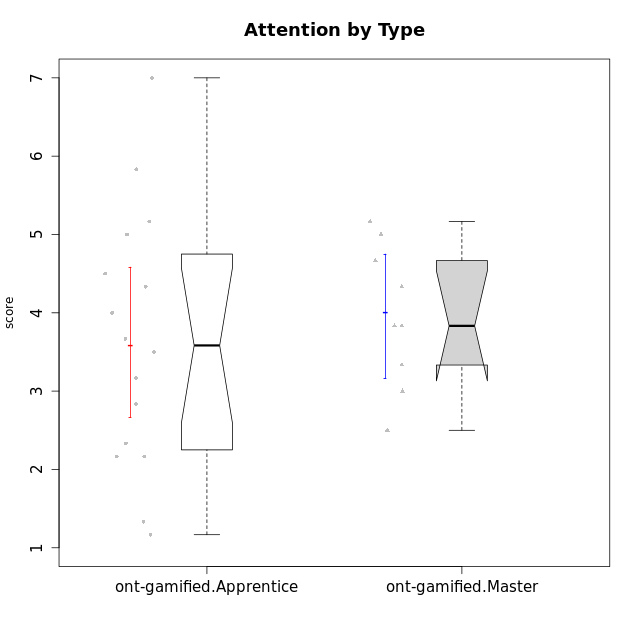 Attention by Type
7
6
5
4
3
2
1
score
ont-gamified.Apprentice
ont-gamified.Master